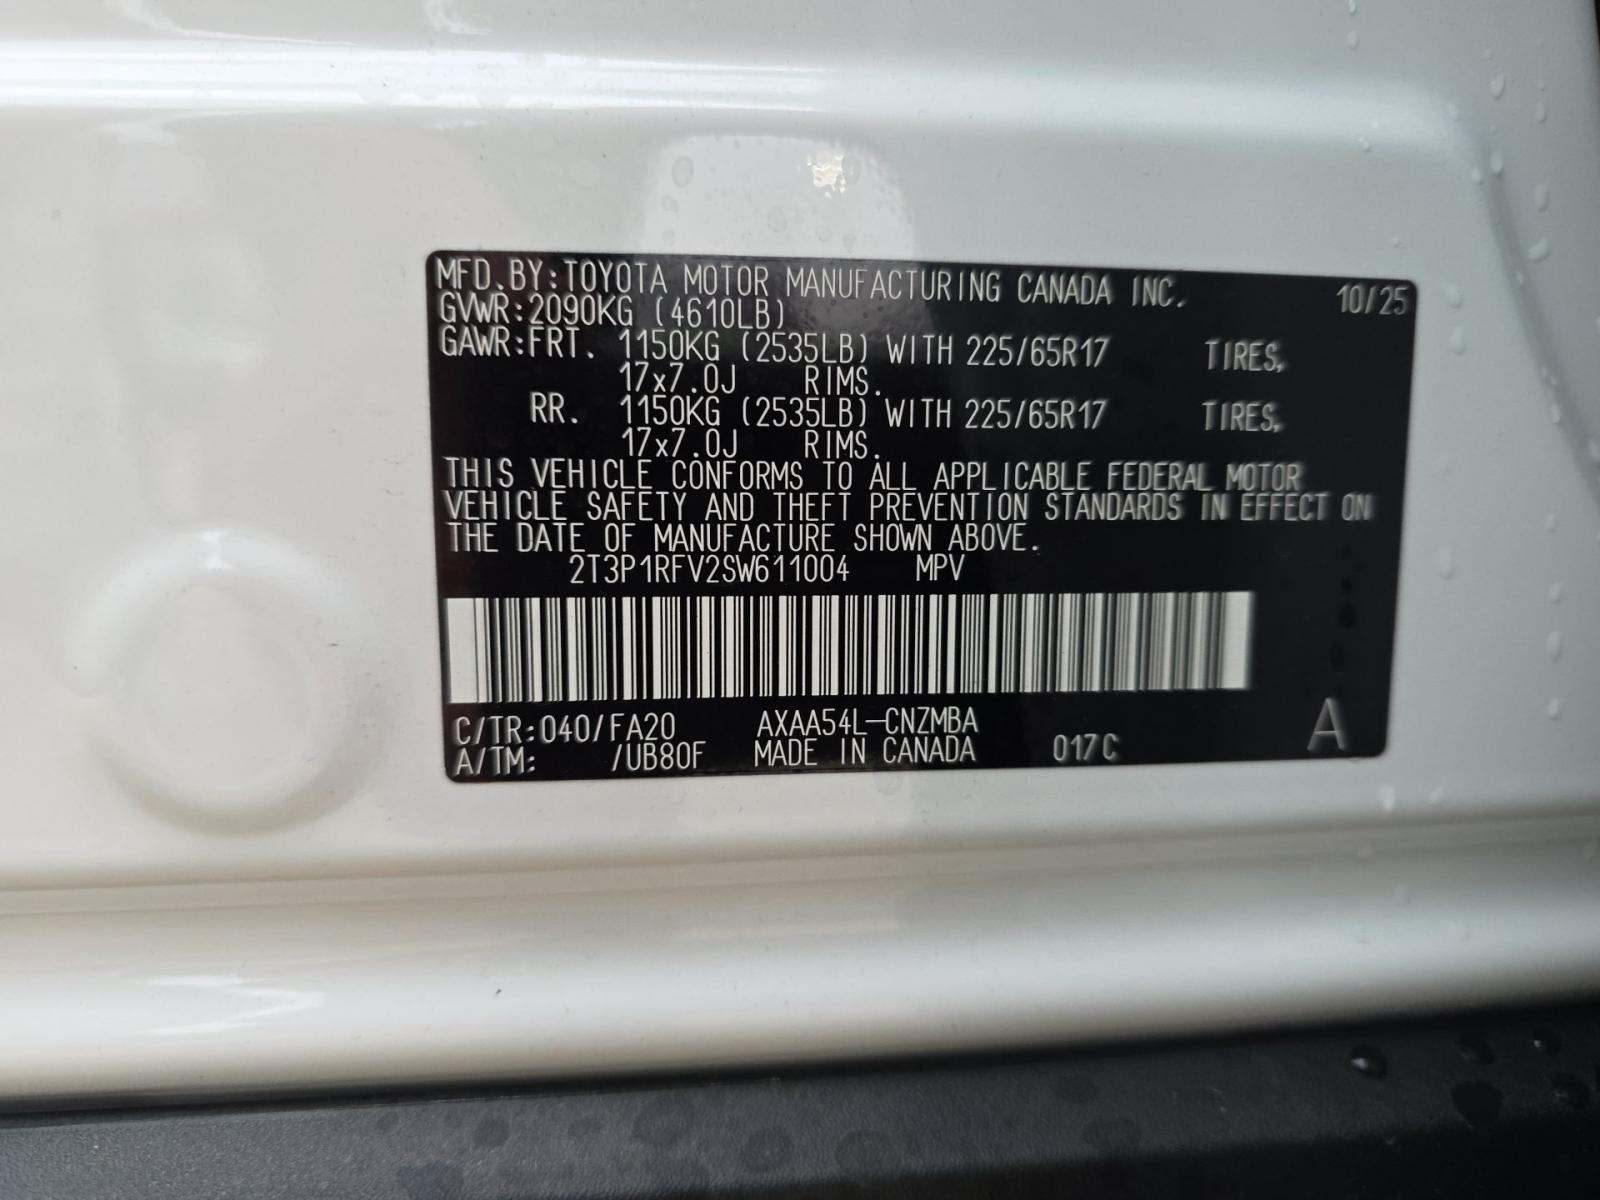 MFD.BY:TOYOTA MOTOR MANUFACTURING CANADA INC. 10/25
GVWR:2090KG (4610LB)
GAWR:FRT. 1150KG (2535LB) WITH 225/65R17 TIRES,
17x7.0J RIMS.
RR. 1150KG (2535LB) WITH 225/65R17 TIRES,
17x7.0J RIMS.
THIS VEHICLE CONFORMS TO ALL APPLICABLE FEDERAL MOTOR
VEHICLE SAFETY AND THEFT PREVENTION STANDARDS IN EFFECT ON
THE DATE OF MANUFACTURE SHOWN ABOVE.
2T3P1RFV2SW611004 MPV
C/TR:040/FA20 AXAA54L-CNZMBA
A/TM: /UB80F MADE IN CANADA 017C A